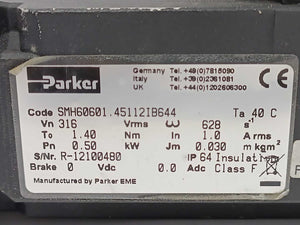 Parker
Germany Tel.+49(0)7815090
Italy Tel.+39(0)2361081
UK Tel.+44(0)1202606300
Code SMH60601.45112IB644 Ta 40 C
Vn 316 Vrms ω 628 s-1
To 1.40 Nm In 1.0 Arms
Pn 0.50 kW Jm 0.030 m kgm2
S/Nr. R-12100480 IP 64 Insulation
Brake 0 Vdc 0.0 Adc Class F
Manufactured by Parker EME